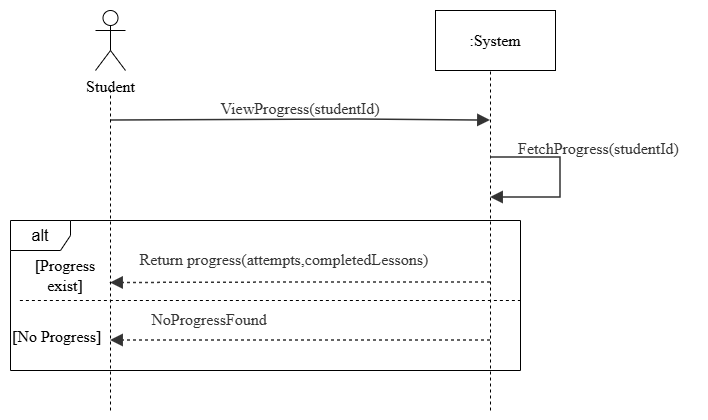 :System
Student
ViewProgress(studentId)
FetchProgress(studentId)
alt
Return progress(attempts,completedLessons)
[Progress
exist]
NoProgressFound
[No Progress]